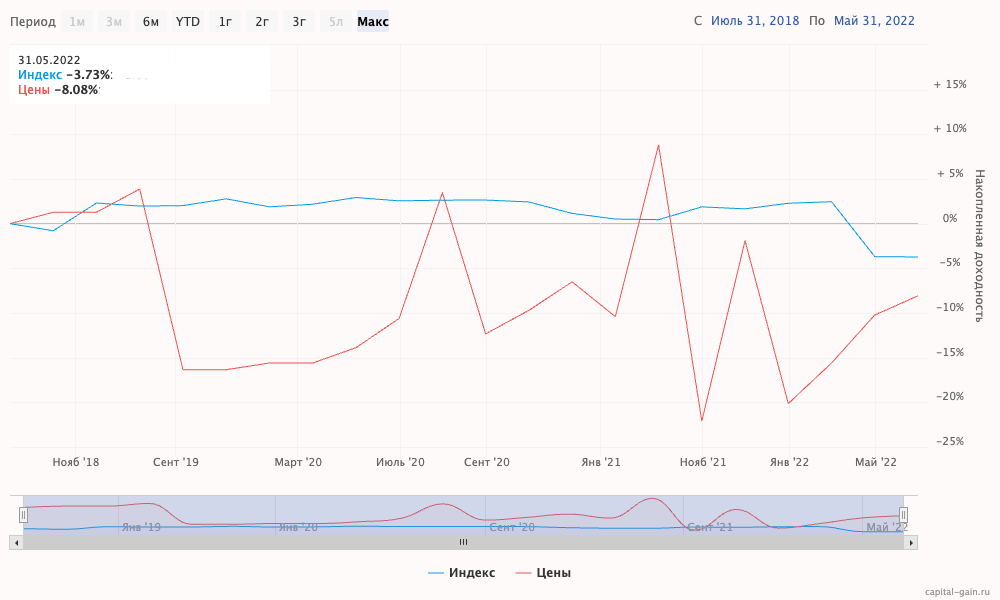 Период 1м 3м 6м YTD 1г 2г 3г 5л Макс С Июль 31, 2018 По Май 31, 2022
31.05.2022
Индекс −3.73%
Цены −8.08%
+ 15%
+ 10%
+ 5%
0%
−5%
−10%
−15%
−20%
−25%
Накопленная доходность
Нояб '18 Сент '19 Март '20 Июль '20 Сент '20 Янв '21 Нояб '21 Янв '22 Май '22
Янв '19 Янв '20 Сент '20 Сент '21 Май '22
Индекс Цены
capital-gain.ru